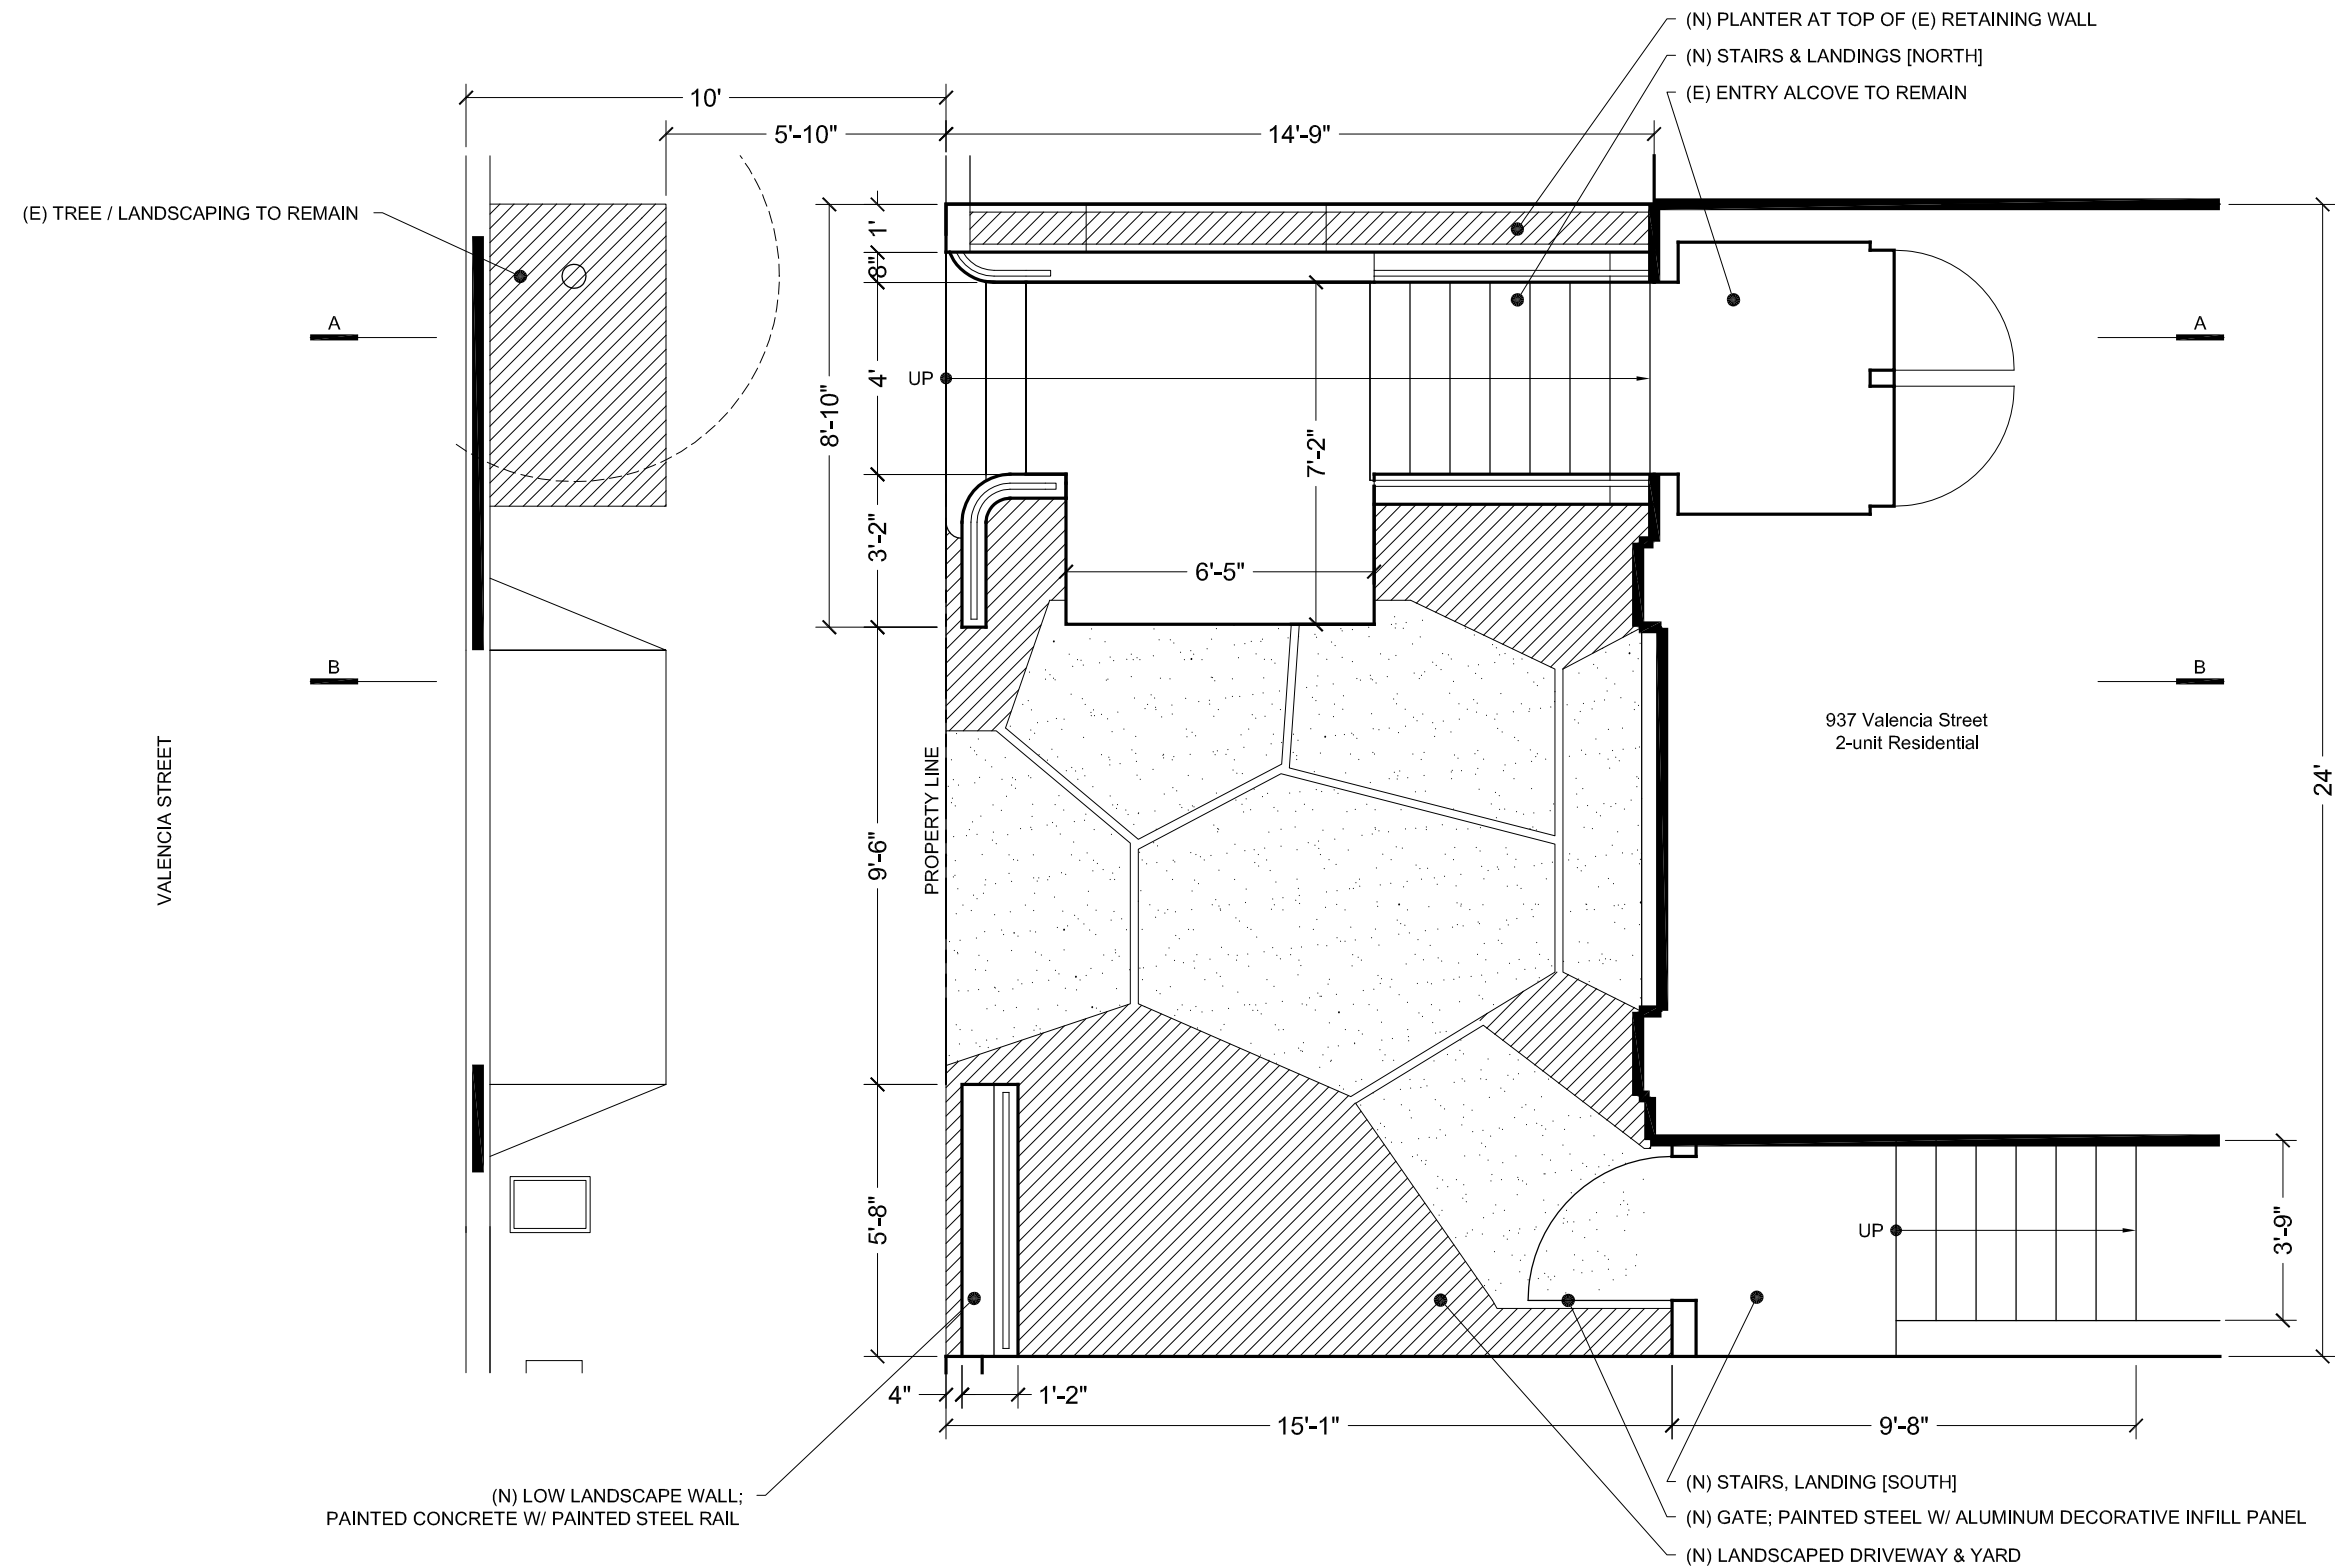 (N) PLANTER AT TOP OF (E) RETAINING WALL
(N) STAIRS & LANDINGS [NORTH]
(E) ENTRY ALCOVE TO REMAIN
10'
5'-10"
14'-9"
(E) TREE / LANDSCAPING TO REMAIN
1'
8"
A
A
4'
UP
8'-10"
7'-2"
3'-2"
6'-5"
B
B
937 Valencia Street
2-unit Residential
VALENCIA STREET
PROPERTY LINE
24'
9'-6"
5'-8"
UP
3'-9"
4"
1'-2"
15'-1"
9'-8"
(N) LOW LANDSCAPE WALL;
PAINTED CONCRETE W/ PAINTED STEEL RAIL
(N) STAIRS, LANDING [SOUTH]
(N) GATE; PAINTED STEEL W/ ALUMINUM DECORATIVE INFILL PANEL
(N) LANDSCAPED DRIVEWAY & YARD